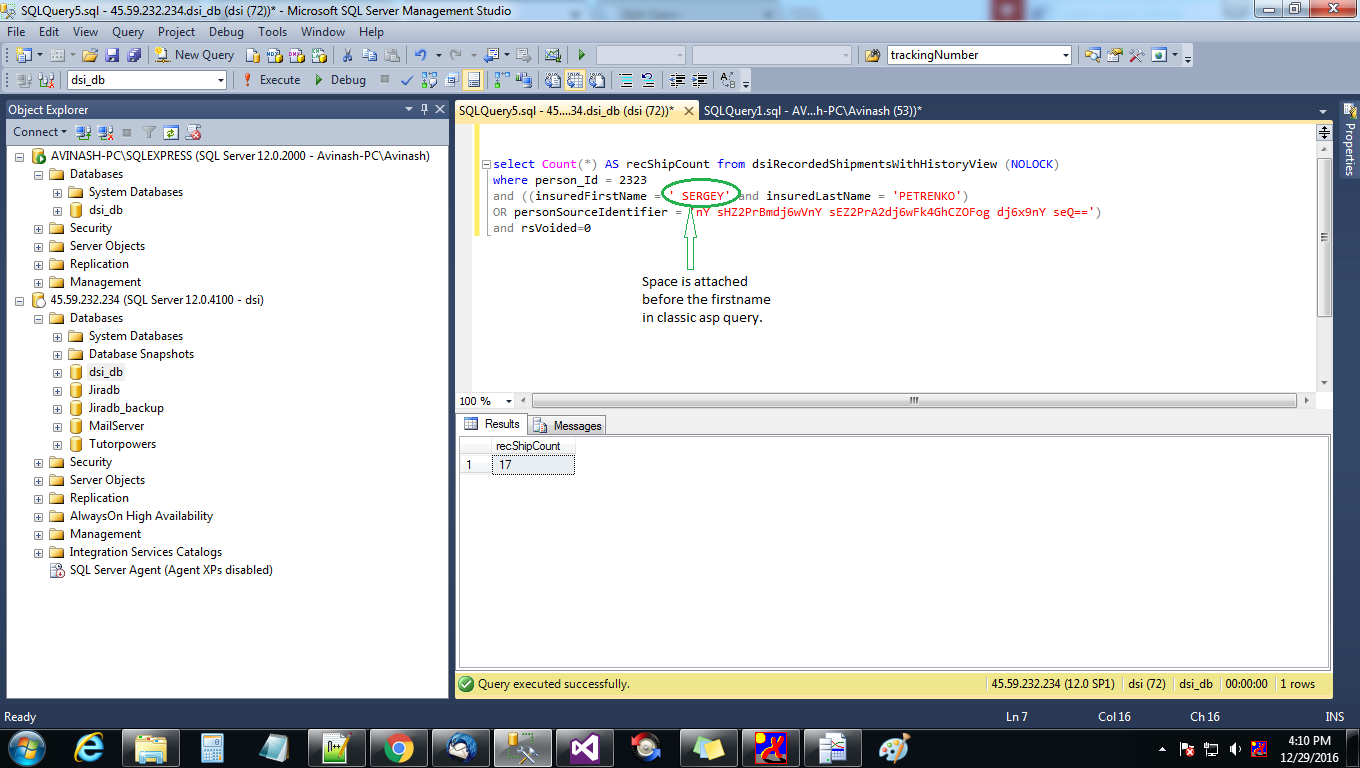 SQLQuery5.sql - 45.59.232.234.dsi_db (dsi (72))* - Microsoft SQL Server Management Studio
File Edit View Query Project Debug Tools Window Help
New Query
trackingNumber
dsi_db
Execute
Debug
Object Explorer
Connect
AVINASH-PC\SQLEXPRESS (SQL Server 12.0.2000 - Avinash-PC\Avinash)
Databases
System Databases
dsi_db
Security
Server Objects
Replication
Management
45.59.232.234 (SQL Server 12.0.4100 - dsi)
Databases
System Databases
Database Snapshots
dsi_db
Jiradb
Jiradb_backup
MailServer
Tutorpowers
Security
Server Objects
Replication
AlwaysOn High Availability
Management
Integration Services Catalogs
SQL Server Agent (Agent XPs disabled)
SQLQuery5.sql - 45....34.dsi_db (dsi (72))*
SQLQuery1.sql - AV...h-PC\Avinash (53))*
select Count(*) AS recShipCount from dsiRecordedShipmentsWithHistoryView (NOLOCK)
where person_Id = 2323
and ((insuredFirstName = ' SERGEY' and insuredLastName = 'PETRENKO')
OR personSourceIdentifier = 'nY sHZ2PrBmdj6wVnY sEZ2PrA2dj6wFk4GhCZOFog dj6x9nY seQ==')
and rsVoided=0
Space is attached
before the firstname
in classic asp query.
100 %
Results
Messages
recShipCount
1 17
Query executed successfully.
45.59.232.234 (12.0 SP1) dsi (72) dsi_db 00:00:00 1 rows
Properties
Ready
Ln 7
Col 16
Ch 16
INS
4:10 PM
12/29/2016